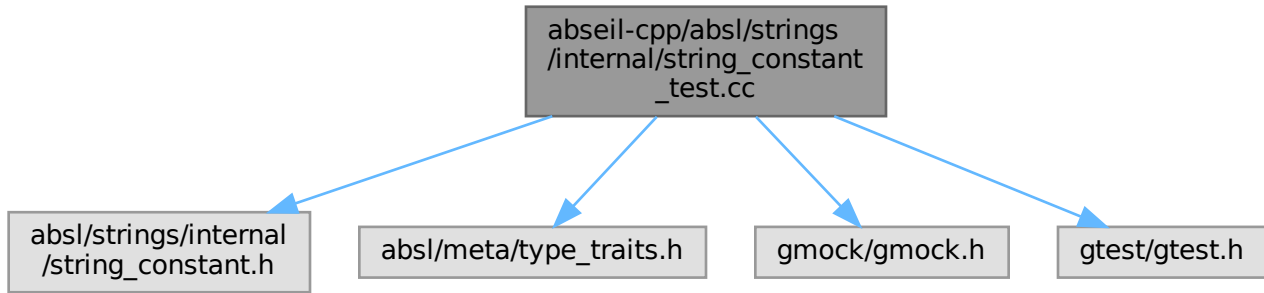 abseil-cpp/absl/strings
/internal/string_constant
_test.cc
absl/strings/internal
/string_constant.h
absl/meta/type_traits.h
gmock/gmock.h
gtest/gtest.h